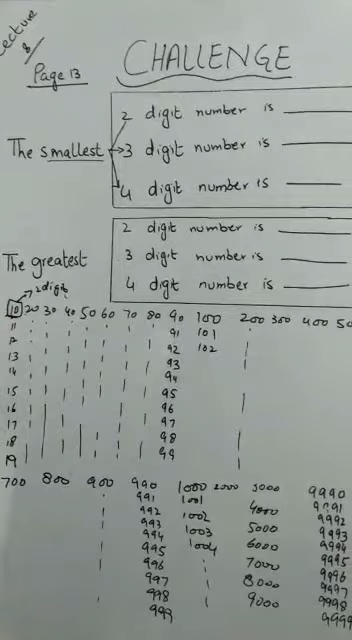 Lecture 8
Page 13
CHALLENGE
The smallest
2 digit number is
3 digit number is
4 digit number is
The greatest
2 digit number is
3 digit number is
4 digit number is
2 digit
10 20 30 40 50 60 70 80 90 100 200 300 400 50
11 91 101
12 92 102
13 93
14 94
15 95
16 96
17 97
18 98
19 99
700 800 900 990 1000 2000 3000 9990
991 1001 4000 9991
992 1002 5000 9992
993 1003 6000 9993
994 1004 7000 9994
995 8000 9995
996 9000 9996
997 9997
998 9998
999 9999